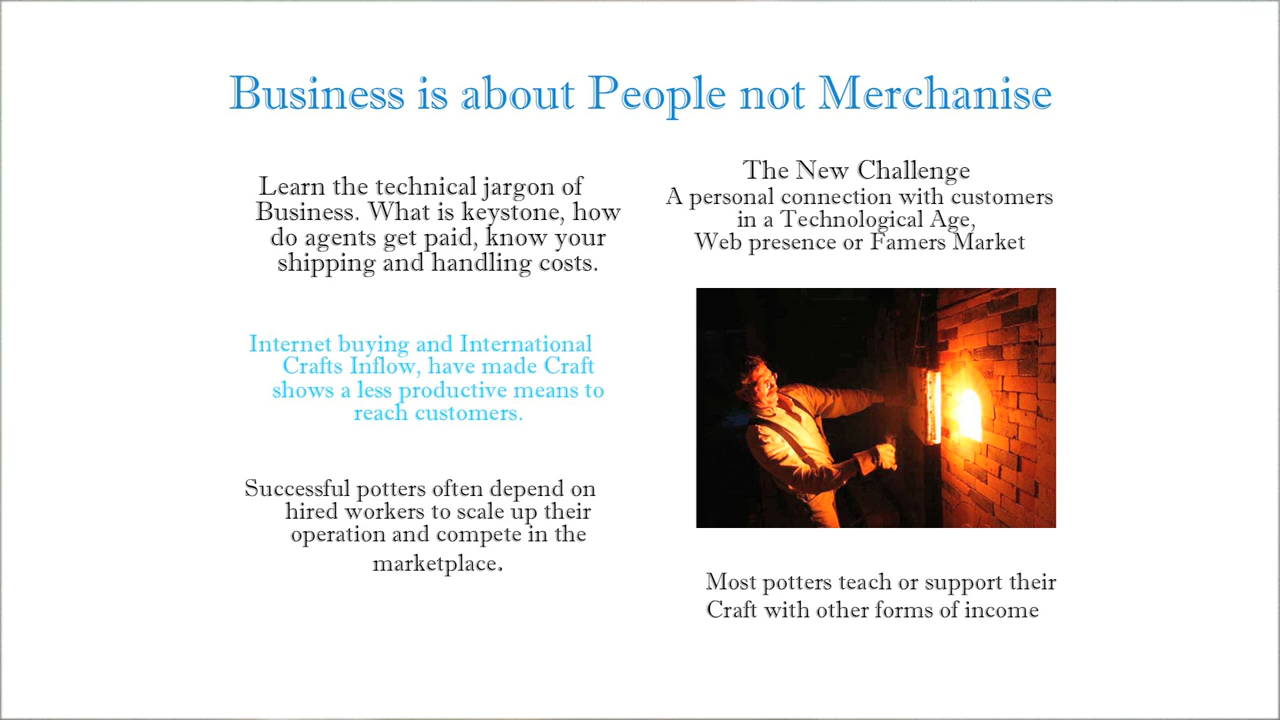 Business is about People not Merchanise
Learn the technical jargon of
Business. What is keystone, how
do agents get paid, know your
shipping and handling costs.
Internet buying and International
Crafts Inflow, have made Craft
shows a less productive means to
reach customers.
Successful potters often depend on
hired workers to scale up their
operation and compete in the
marketplace.
The New Challenge
A personal connection with customers
in a Technological Age,
Web presence or Famers Market
Most potters teach or support their
Craft with other forms of income